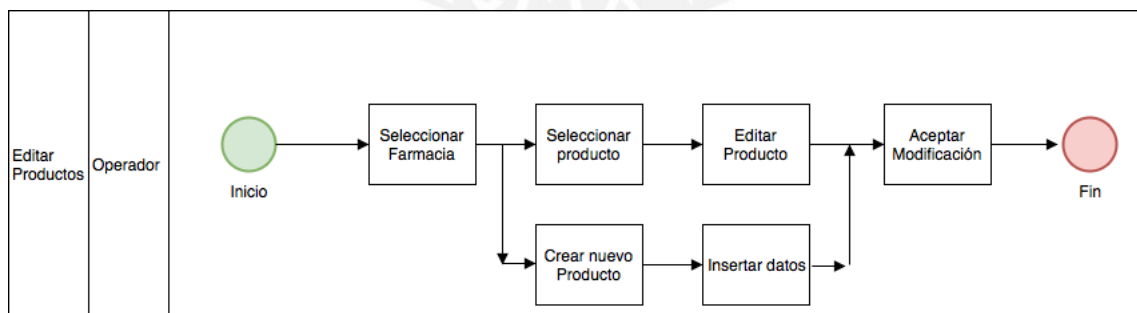 Editar
Productos
Operador
Inicio
Seleccionar
Farmacia
Seleccionar
producto
Editar
Producto
Aceptar
Modificación
Fin
Crear nuevo
Producto
Insertar datos